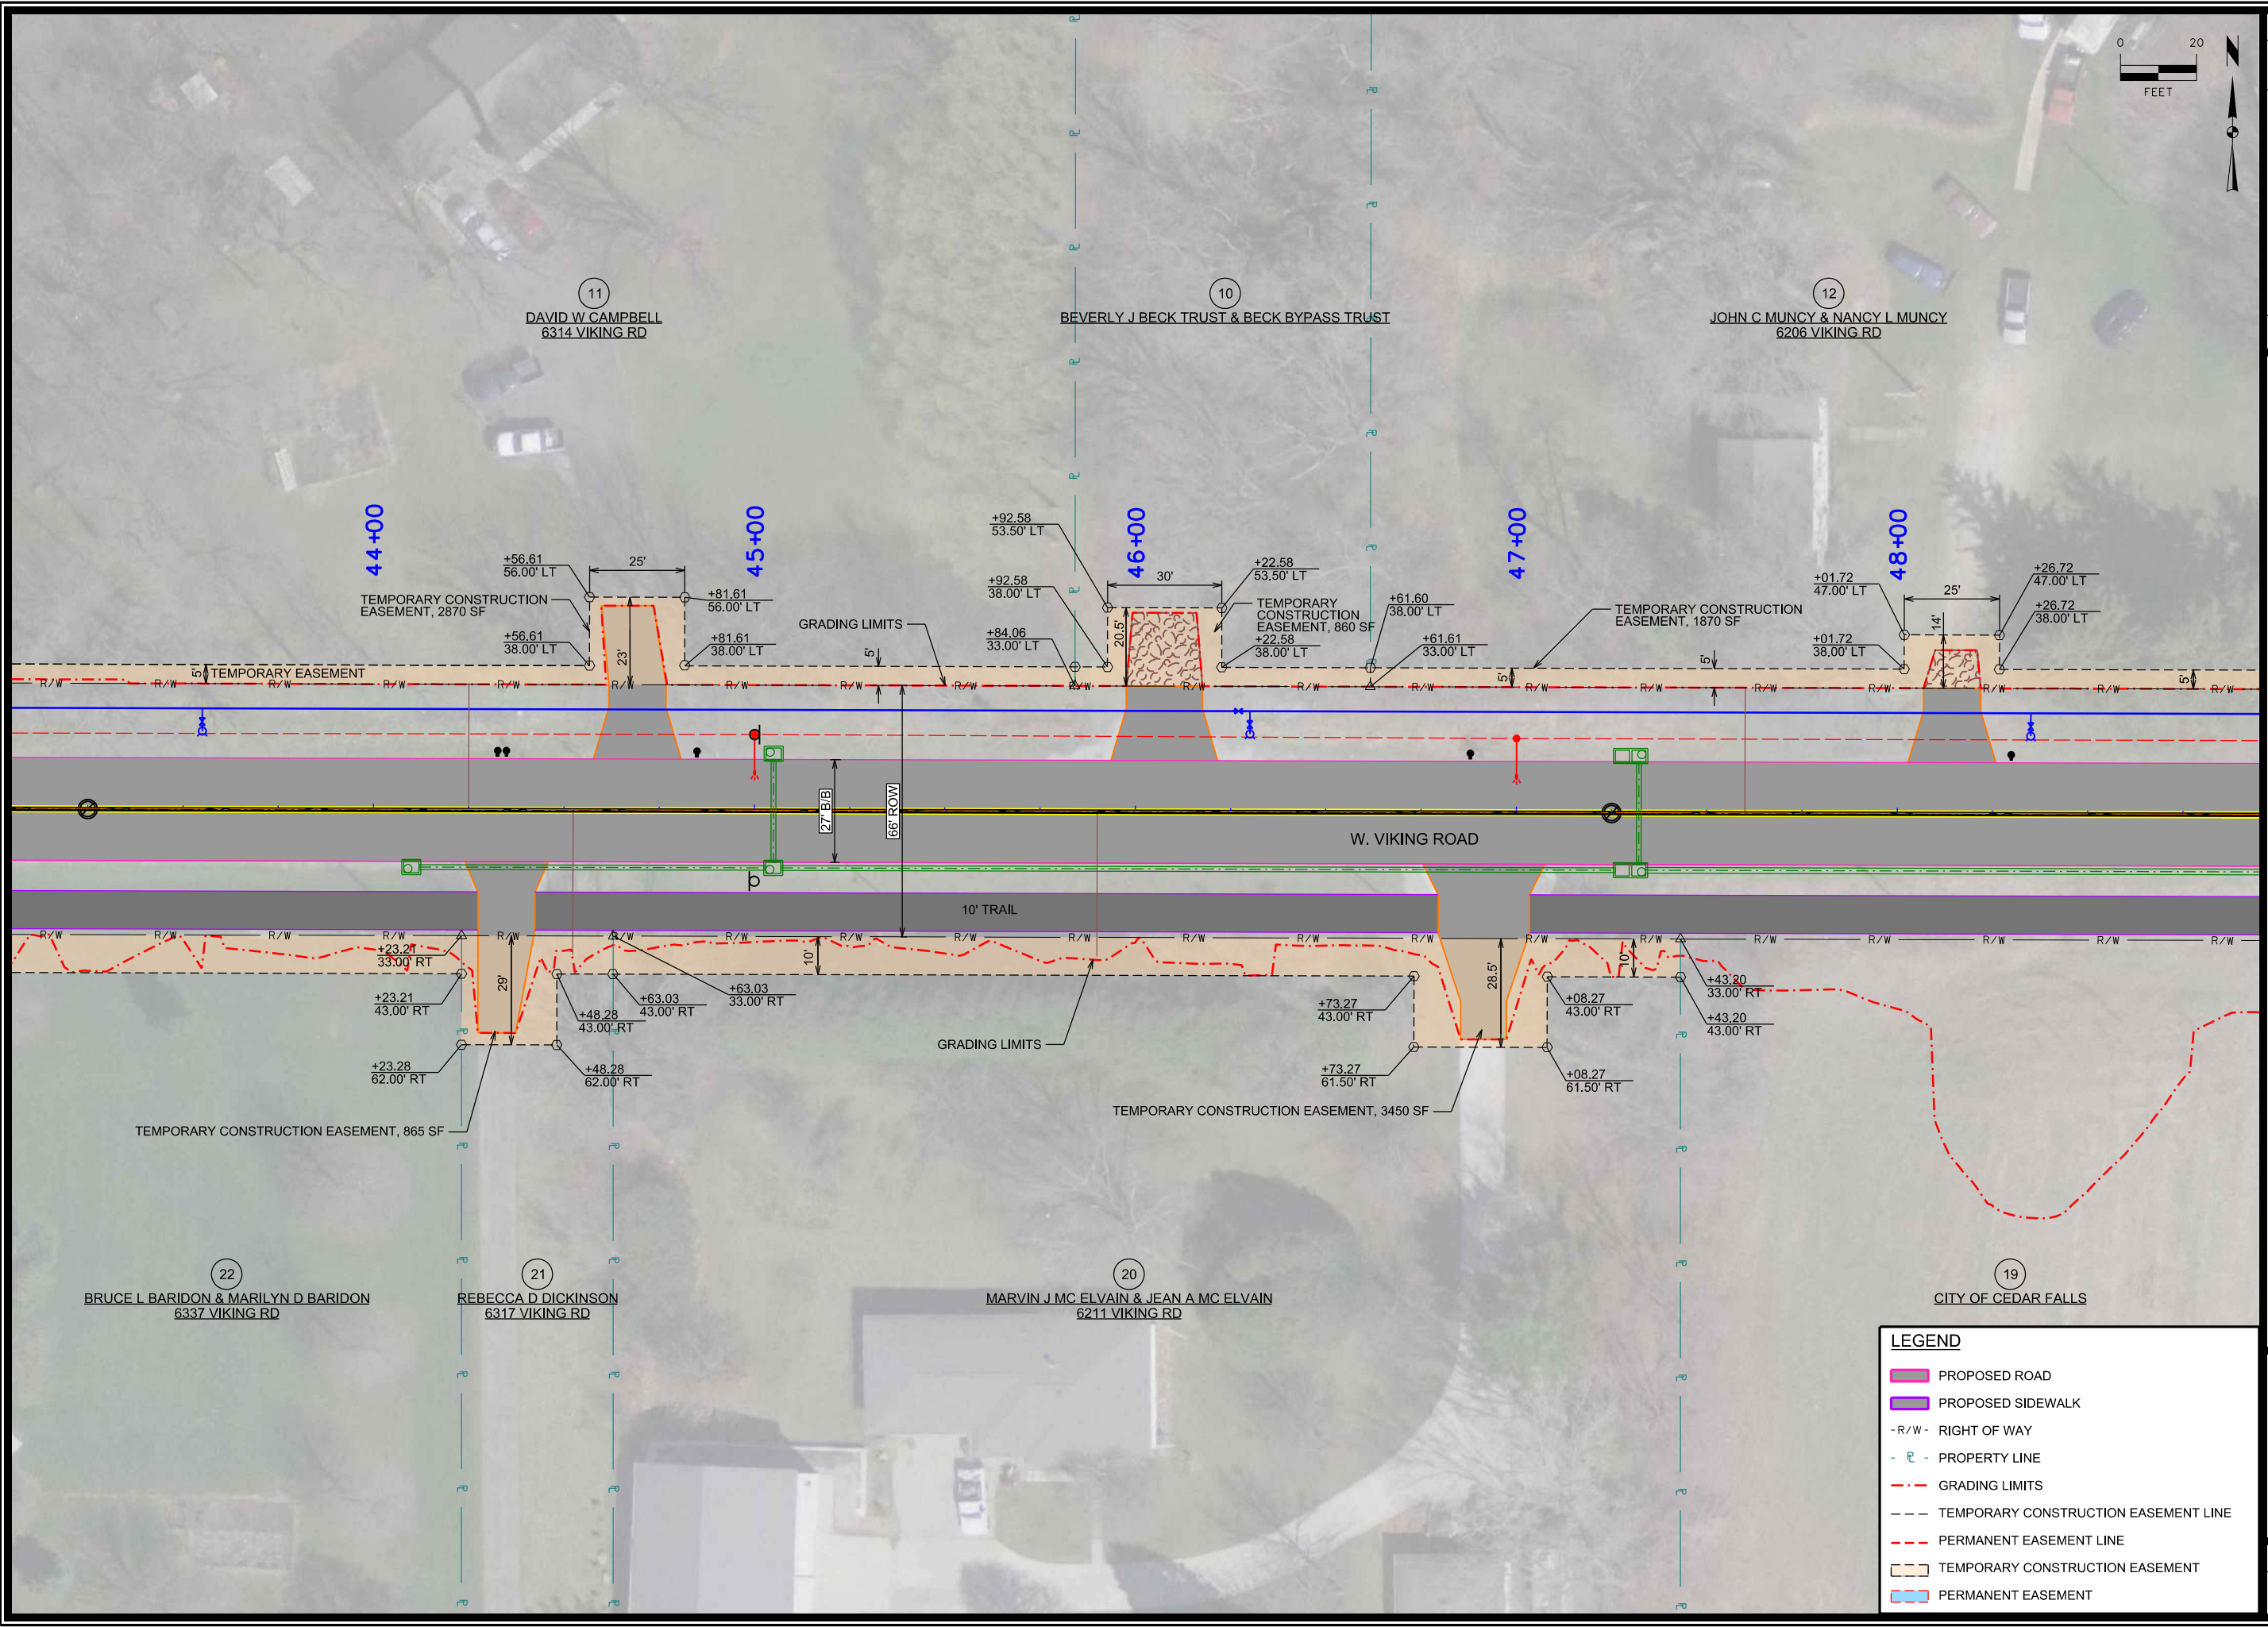 0 20
N
FEET
11
DAVID W CAMPBELL
6314 VIKING RD
10
BEVERLY J BECK TRUST & BECK BYPASS TRUST
12
JOHN C MUNCY & NANCY L MUNCY
6206 VIKING RD
44+00
45+00
46+00
47+00
48+00
+56.61
56.00' LT
25'
+81.61
56.00' LT
TEMPORARY CONSTRUCTION
EASEMENT, 2870 SF
+56.61
38.00' LT
23'
+81.61
38.00' LT
GRADING LIMITS
5'
+92.58
53.50' LT
+92.58
38.00' LT
+84.06
33.00' LT
30'
20.5'
+22.58
53.50' LT
TEMPORARY
CONSTRUCTION
EASEMENT, 860 SF
+22.58
38.00' LT
+61.60
38.00' LT
+61.61
33.00' LT
TEMPORARY CONSTRUCTION
EASEMENT, 1870 SF
5'
5'
+01.72
47.00' LT
+01.72
38.00' LT
25'
14'
+26.72
47.00' LT
+26.72
38.00' LT
5'
5'
TEMPORARY EASEMENT
R/W R/W R/W R/W R/W R/W R/W R/W R/W R/W R/W R/W R/W R/W R/W R/W R/W R/W R/W R/W
27' B/B
66' ROW
W. VIKING ROAD
10' TRAIL
R/W R/W R/W R/W R/W R/W R/W R/W R/W R/W R/W R/W R/W R/W R/W R/W R/W R/W R/W R/W
+23.21
33.00' RT
+23.21
43.00' RT
+23.28
62.00' RT
29'
+48.28
43.00' RT
+48.28
62.00' RT
+63.03
43.00' RT
+63.03
33.00' RT
10'
GRADING LIMITS
+73.27
43.00' RT
+73.27
61.50' RT
28.5'
+08.27
43.00' RT
+08.27
61.50' RT
10'
+43.20
33.00' RT
+43.20
43.00' RT
TEMPORARY CONSTRUCTION EASEMENT, 865 SF
TEMPORARY CONSTRUCTION EASEMENT, 3450 SF
22
BRUCE L BARIDON & MARILYN D BARIDON
6337 VIKING RD
21
REBECCA D DICKINSON
6317 VIKING RD
20
MARVIN J MC ELVAIN & JEAN A MC ELVAIN
6211 VIKING RD
19
CITY OF CEDAR FALLS
LEGEND
PROPOSED ROAD
PROPOSED SIDEWALK
-R/W- RIGHT OF WAY
PROPERTY LINE
GRADING LIMITS
TEMPORARY CONSTRUCTION EASEMENT LINE
PERMANENT EASEMENT LINE
TEMPORARY CONSTRUCTION EASEMENT
PERMANENT EASEMENT